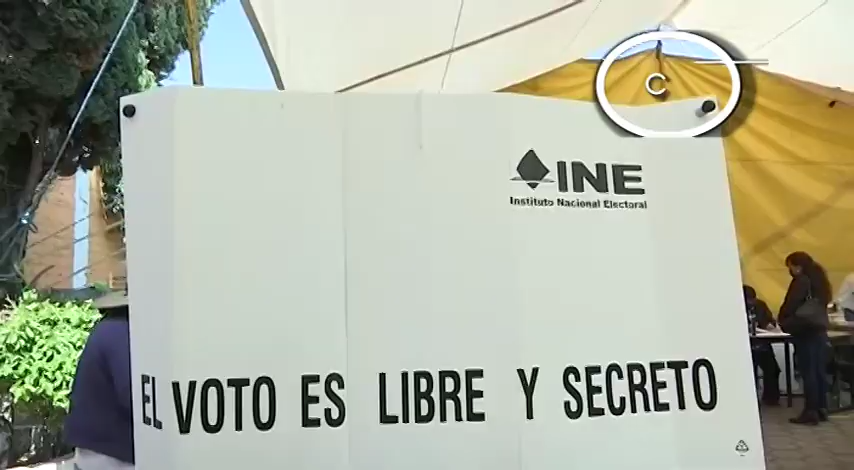 C
INE
Instituto Nacional Electoral
EL VOTO ES LIBRE Y SECRETO